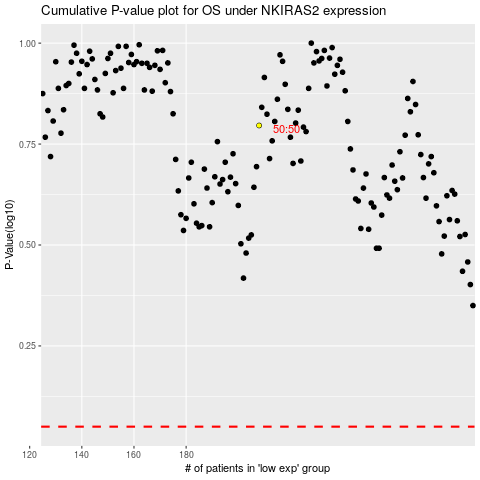 Cumulative P-value plot for OS under NKIRAS2 expression
P-Value(log10)
1.00
0.75
0.50
0.25
50:50
120 140 160 180
# of patients in 'low exp' group